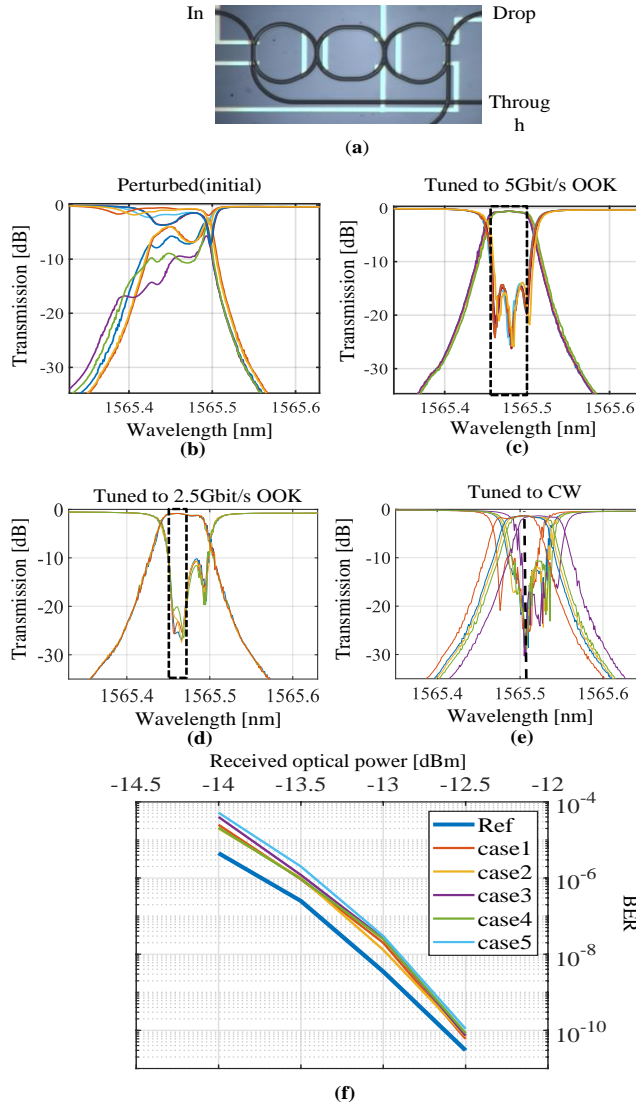 In
Drop
Throug
h
(a)
Perturbed(initial)
Tuned to 5Gbit/s OOK
Transmission [dB]
0
-10
-20
-30
1565.4
1565.5
1565.6
Wavelength [nm]
(b)
Transmission [dB]
0
-10
-20
-30
1565.4
1565.5
1565.6
Wavelength [nm]
(c)
Tuned to 2.5Gbit/s OOK
Tuned to CW
Transmission [dB]
0
-10
-20
-30
1565.4
1565.5
1565.6
Wavelength [nm]
(d)
Transmission [dB]
0
-10
-20
-30
1565.4
1565.5
1565.6
Wavelength [nm]
(e)
Received optical power [dBm]
-14.5
-14
-13.5
-13
-12.5
-12
Ref
case1
case2
case3
case4
case5
10-4
10-6
10-8
10-10
BER
(f)